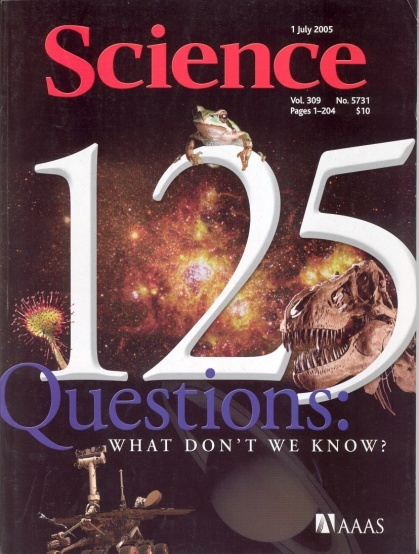 1 July 2005
Science
Vol. 309 No. 5731
Pages 1–204 $10
125
Questions:
WHAT DON'T WE KNOW?
AAAS